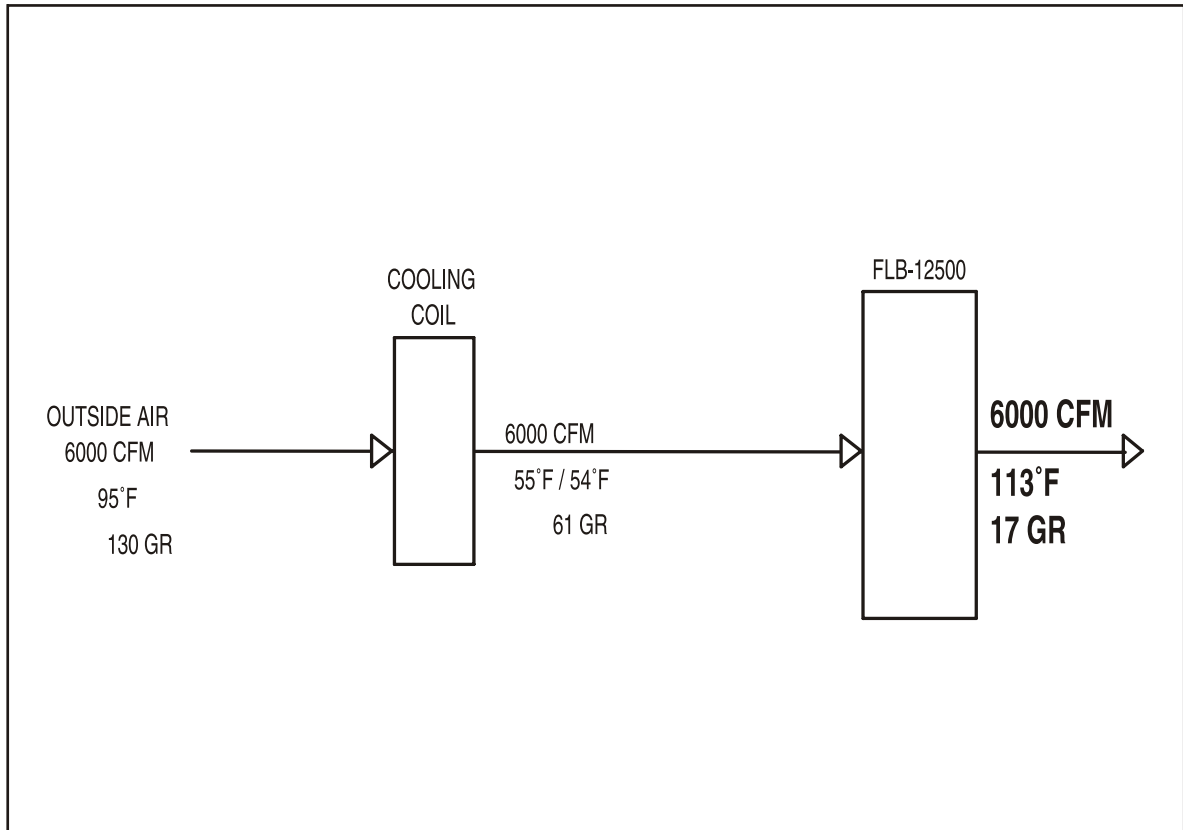 OUTSIDE AIR
6000 CFM
95˚F
130 GR
COOLING
COIL
6000 CFM
55˚F / 54˚F
61 GR
FLB-12500
6000 CFM
113˚F
17 GR